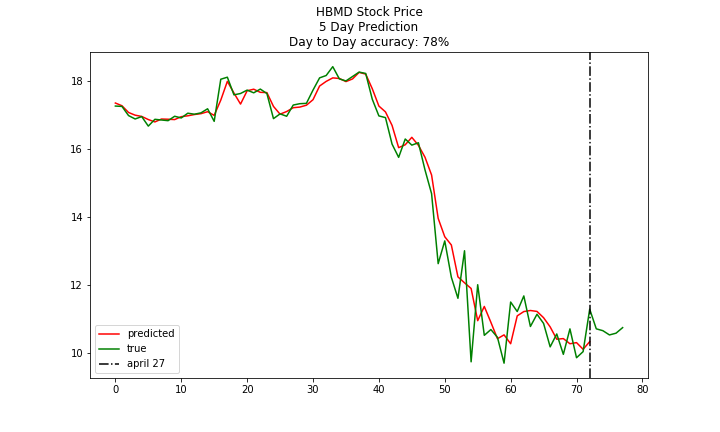 HBMD Stock Price
5 Day Prediction
Day to Day accuracy: 78%
18
16
14
12
10
predicted
true
april 27
0
10
20
30
40
50
60
70
80